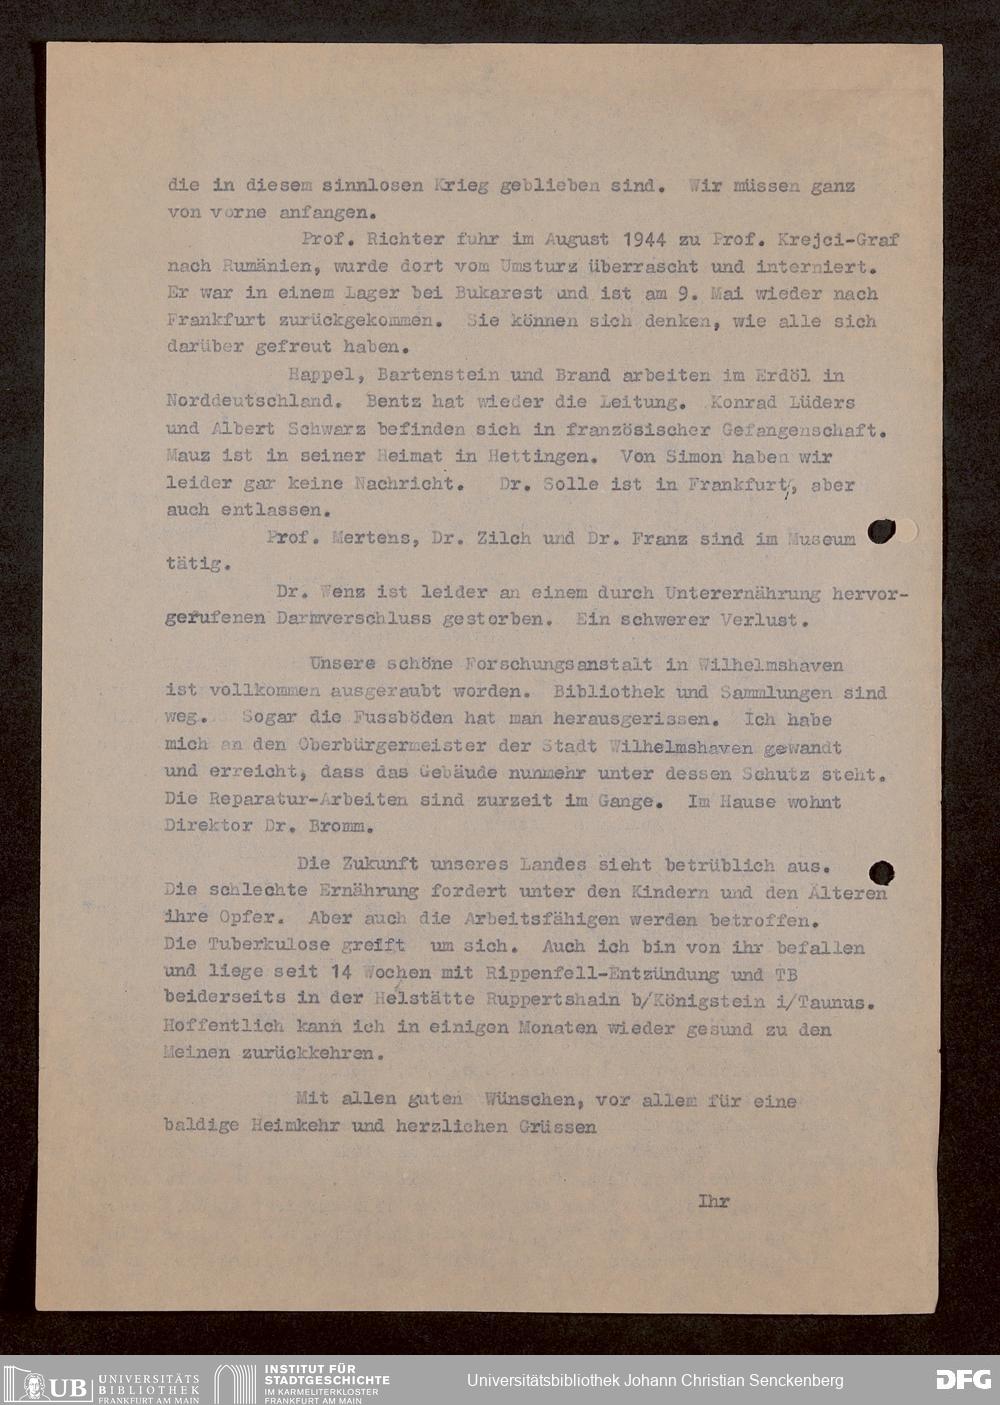 die in diesem sinnlosen Krieg geblieben sind. Wir müssen ganz
von vorne anfangen.
Prof. Richter fuhr im August 1944 zu Prof. Krejci-Graf
nach Rumänien, wurde dort vom Umsturz überrascht und interniert.
Er war in einem Lager bei Bukarest und ist am 9. Mai wieder nach
Frankfurt zurückgekommen. Sie können sich denken, wie alle sich
darüber gefreut haben.
Happel, Bartenstein und Brand arbeiten im Erdöl in
Norddeutschland. Bentz hat wieder die Leitung. Konrad Lüders
und Albert Schwarz befinden sich in französischer Gefangenschaft.
Mauz ist in seiner Heimat in Hettingen. Von Simon haben wir
leider gar keine Nachricht. Dr. Solle ist in Frankfurt, aber
auch entlassen.
Prof. Mertens, Dr. Zilch und Dr. Franz sind im Museum
tätig.
Dr. Wenz ist leider an einem durch Unterernährung hervor-
gerufenen Darmverschluss gestorben. Ein schwerer Verlust.
Unsere schöne Forschungsanstalt in Wilhelmshaven
ist vollkommen ausgeraubt worden. Bibliothek und Sammlungen sind
weg. Sogar die Fussböden hat man herausgerissen. Ich habe
mich an den Oberbürgermeister der Stadt Wilhelmshaven gewandt
und erreicht, dass das Gebäude nunmehr unter dessen Schutz steht.
Die Reparatur-Arbeiten sind zurzeit im Gange. Im Hause wohnt
Direktor Dr. Bromm.
Die Zukunft unseres Landes sieht betrüblich aus.
Die schlechte Ernährung fordert unter den Kindern und den Älteren
ihre Opfer. Aber auch die Arbeitsfähigen werden betroffen.
Die Tuberkulose greift um sich. Auch ich bin von ihr befallen
und liege seit 14 Wochen mit Rippenfell-Entzündung und TB
beiderseits in der Helstätte Ruppertshain b/Königstein i/Taunus.
Hoffentlich kann ich in einigen Monaten wieder gesund zu den
Meinen zurückkehren.
Mit allen guten Wünschen, vor allem für eine
baldige Heimkehr und herzlichen Grüssen
Ihr
UB UNIVERSITÄTS
BIBLIOTHEK
FRANKFURT AM MAIN
INSTITUT FÜR
STADTGESCHICHTE
IM KARMELITERKLOSTER
FRANKFURT AM MAIN
Universitätsbibliothek Johann Christian Senckenberg
DFG